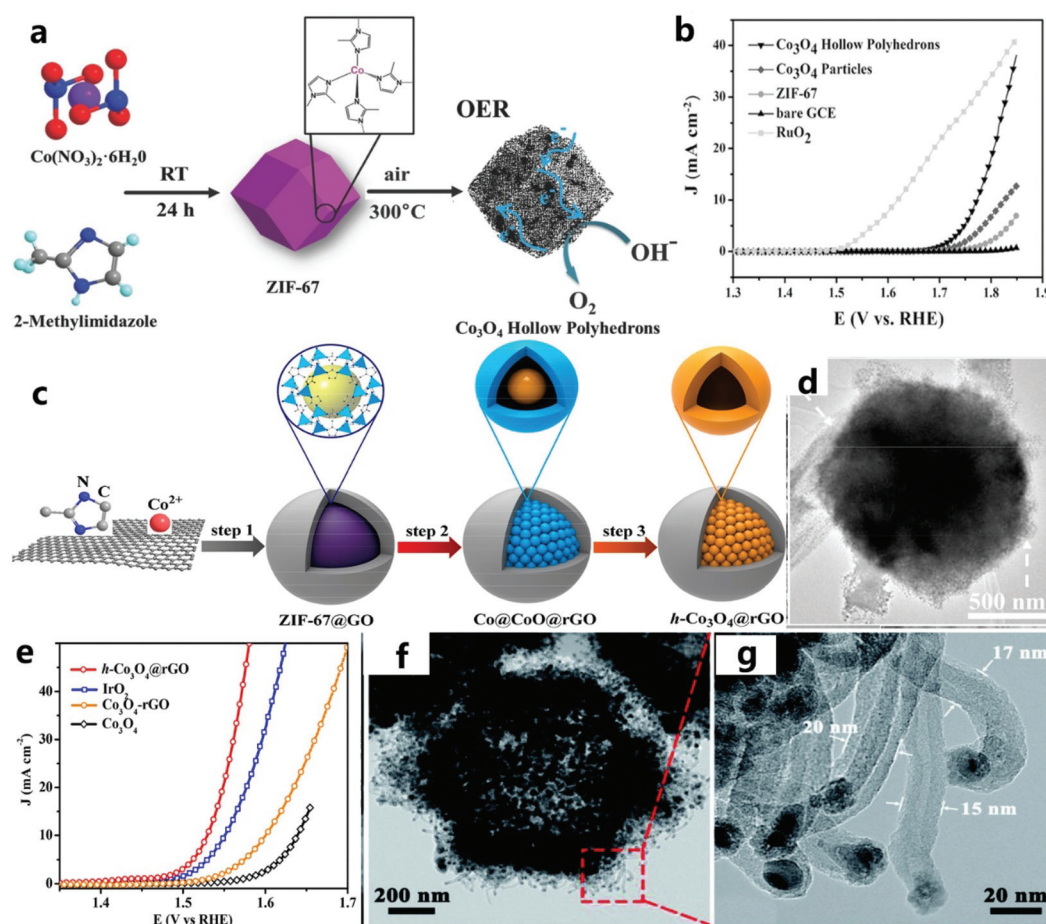 a
Co(NO₃)₂·6H₂0
2-Methylimidazole
RT
24 h
Co
ZIF-67
air
300°C
OER
OH⁻
O₂
Co₃O₄ Hollow Polyhedrons
b
J (mA cm⁻²)
40
30
20
10
0
Co₃O₄ Hollow Polyhedrons
Co₃O₄ Particles
ZIF-67
bare GCE
RuO₂
1.3 1.4 1.5 1.6 1.7 1.8 1.9
E (V vs. RHE)
c
N
C
Co²⁺
step 1
ZIF-67@GO
step 2
Co@CoO@rGO
step 3
h-Co₃O₄@rGO
d
500 nm
e
J (mA cm⁻²)
40
30
20
10
0
h-Co₃O₄@rGO
IrO₂
Co₃O₄-rGO
Co₃O₄
1.4 1.5 1.6 1.7
E (V vs RHE)
f
200 nm
g
17 nm
20 nm
15 nm
20 nm